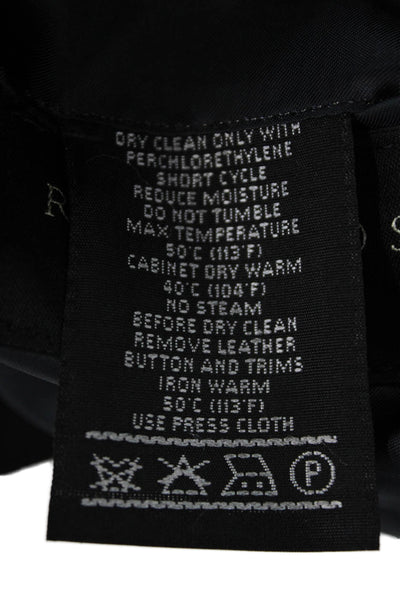 DRY CLEAN ONLY WITH
PERCHLORETHYLENE
SHORT CYCLE
REDUCE MOISTURE
DO NOT TUMBLE
MAX TEMPERATURE
50°C (113°F)
CABINET DRY WARM
40°C (104°F)
NO STEAM
BEFORE DRY CLEAN
REMOVE LEATHER
BUTTON AND TRIMS
IRON WARM
50°C (113°F)
USE PRESS CLOTH
P
R
S